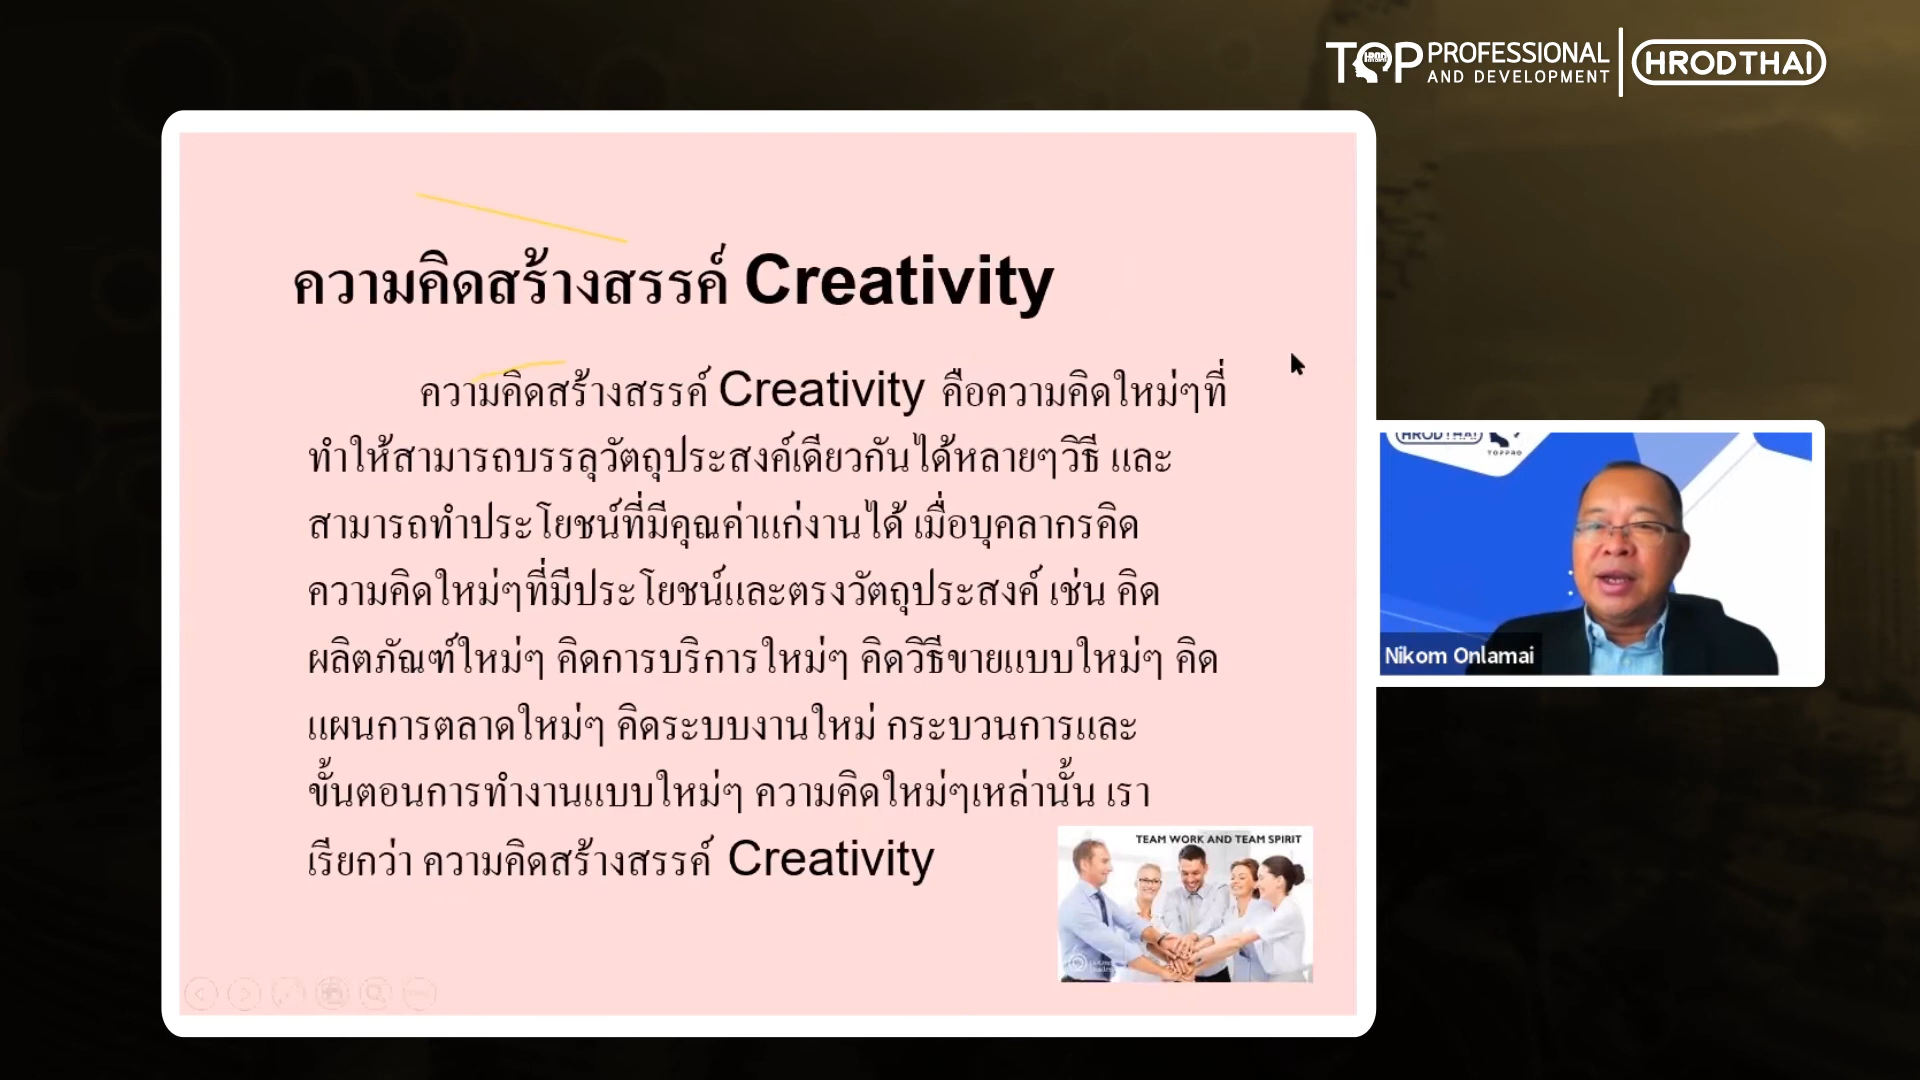 TOP PROFESSIONAL AND DEVELOPMENT
HRODTHAI
ความคิดสร้างสรรค์ Creativity
ความคิดสร้างสรรค์ Creativity คือความคิดใหม่ๆที่
ทำให้สามารถบรรลุวัตถุประสงค์เดียวกันได้หลายๆวิธี และ
สามารถทำประโยชน์ที่มีคุณค่าแก่งานได้ เมื่อบุคลากรคิด
ความคิดใหม่ๆที่มีประโยชน์และตรงวัตถุประสงค์ เช่น คิด
ผลิตภัณฑ์ใหม่ๆ คิดการบริการใหม่ๆ คิดวิธีขายแบบใหม่ๆ คิด
แผนการตลาดใหม่ๆ คิดระบบงานใหม่ กระบวนการและ
ขั้นตอนการทำงานแบบใหม่ๆ ความคิดใหม่ๆเหล่านั้น เรา
เรียกว่า ความคิดสร้างสรรค์ Creativity
TEAM WORK AND TEAM SPIRIT
HRODTHAI
TOPPRO
Nikom Onlamai